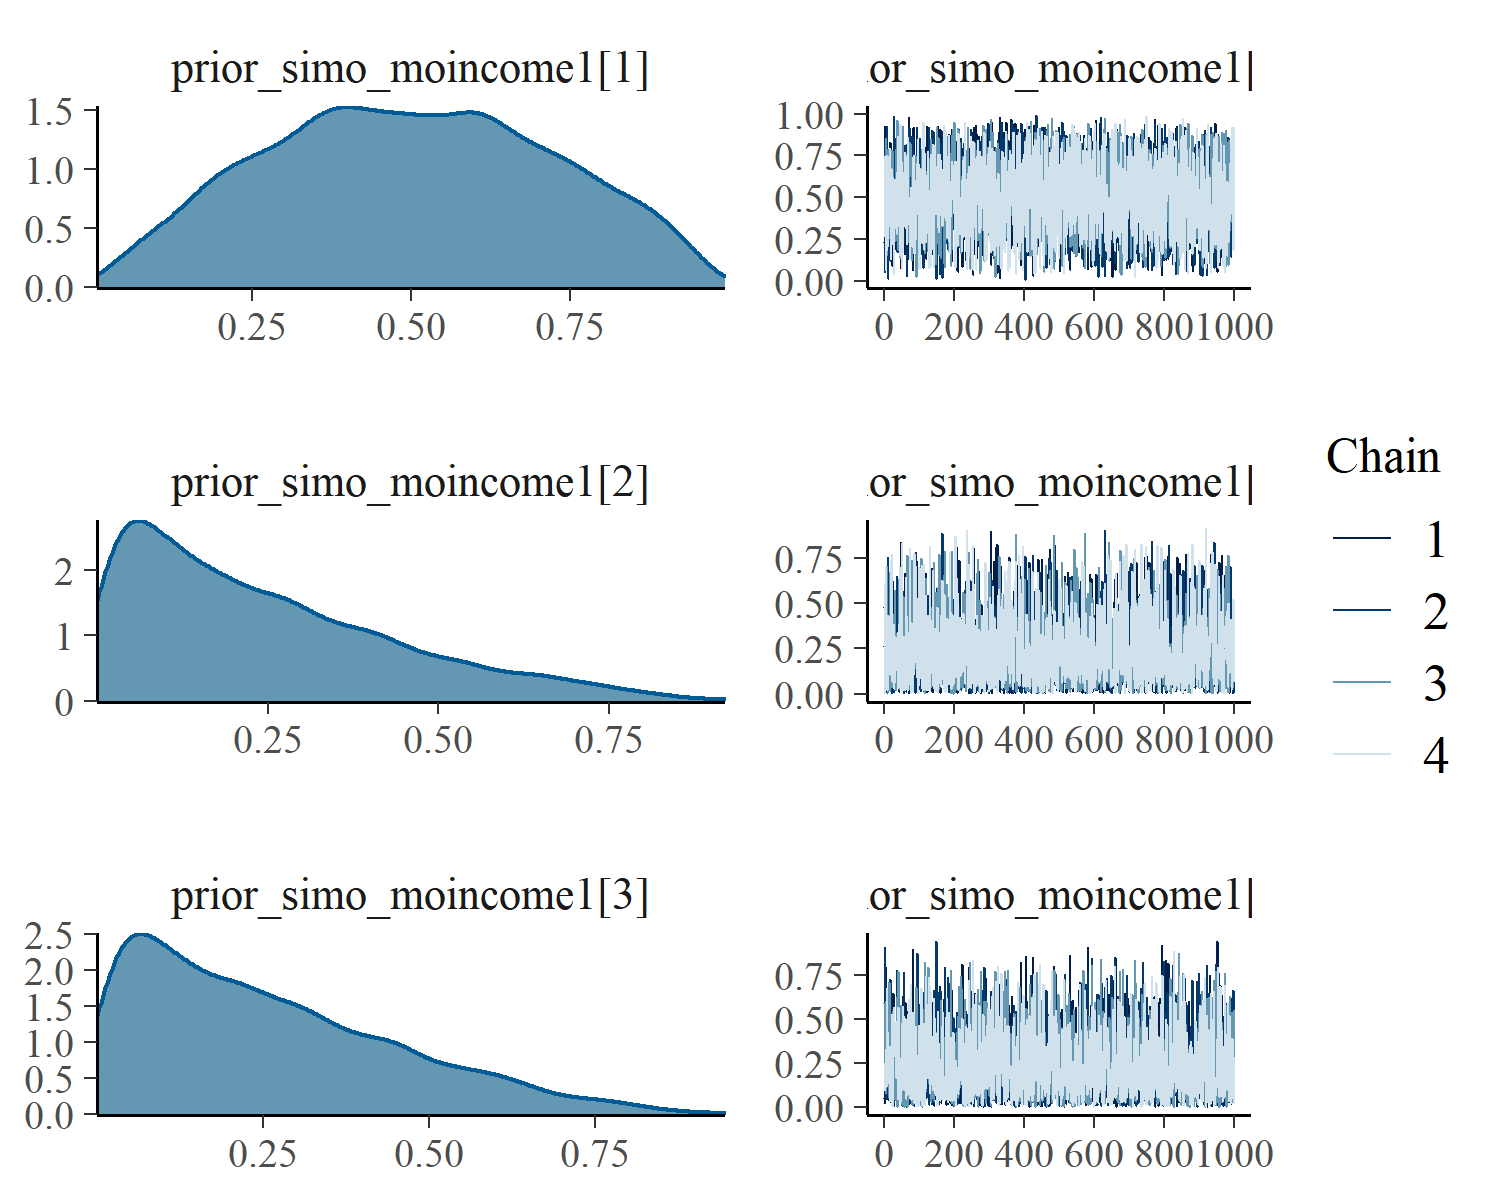 prior_simo_moincome1[1]
1.5
1.0
0.5
0.0
0.25 0.50 0.75
or_simo_moincome1|
1.00
0.75
0.50
0.25
0.00
0 200 400 600 800 1000
prior_simo_moincome1[2]
2
1
0
0.25 0.50 0.75
or_simo_moincome1|
0.75
0.50
0.25
0.00
0 200 400 600 800 1000
prior_simo_moincome1[3]
2.5
2.0
1.5
1.0
0.5
0.0
0.25 0.50 0.75
or_simo_moincome1|
0.75
0.50
0.25
0.00
0 200 400 600 800 1000
Chain
1
2
3
4